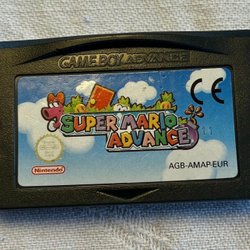 GAME BOY ADVANCE
CE
SUPER MARIO
ADVANCE
Nintendo
AGB-AMAP-EUR